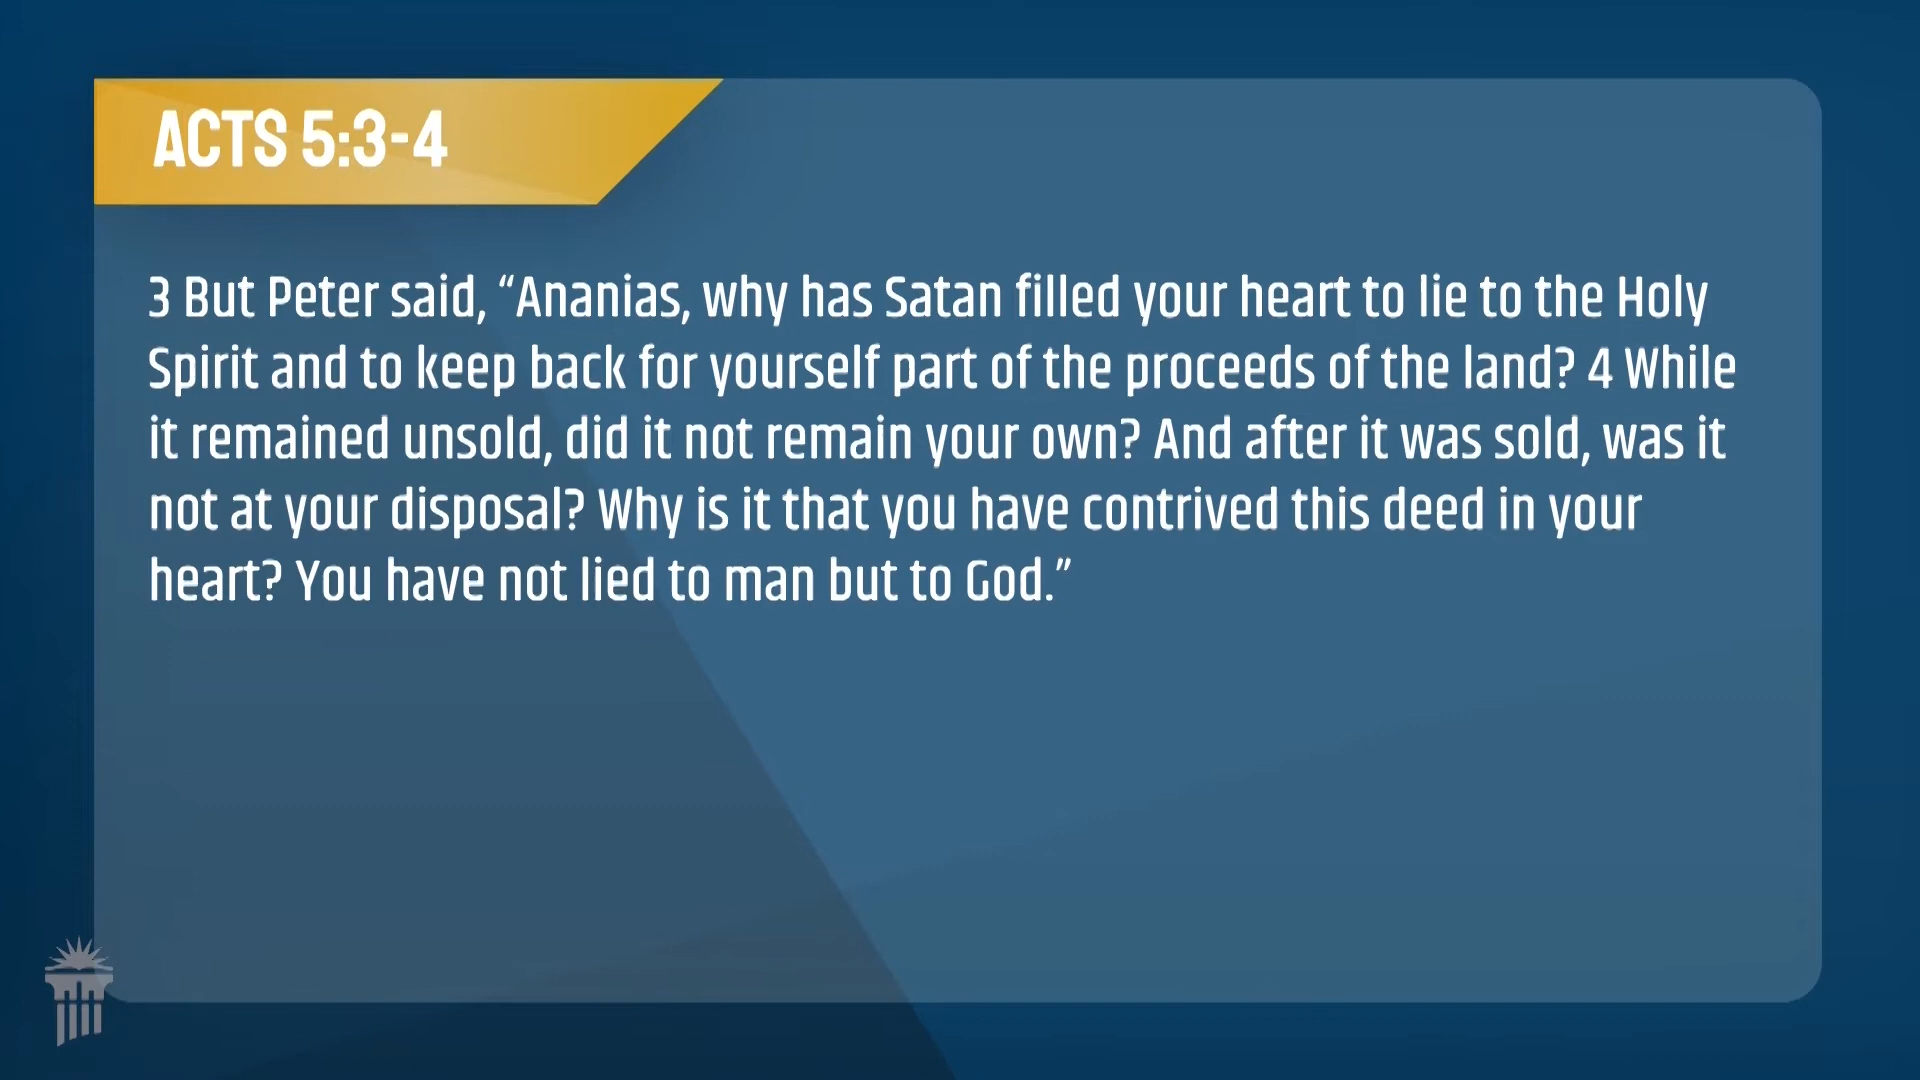 ACTS 5:3-4
3 But Peter said, “Ananias, why has Satan filled your heart to lie to the Holy
Spirit and to keep back for yourself part of the proceeds of the land? 4 While
it remained unsold, did it not remain your own? And after it was sold, was it
not at your disposal? Why is it that you have contrived this deed in your
heart? You have not lied to man but to God.”